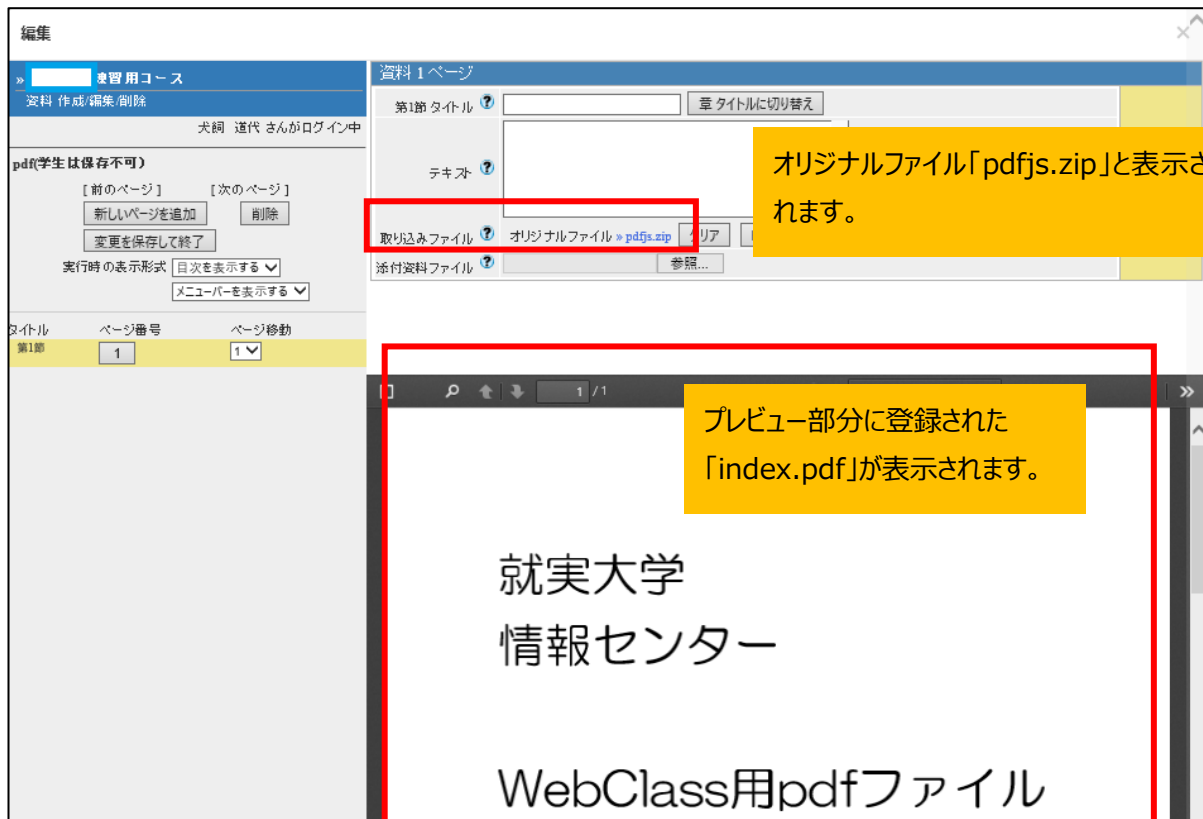 編集
» 練習用コース
資料 作成/編集/削除
犬飼 道代 さんがログイン中
pdf(学生は保存不可)
[前のページ] [次のページ]
新しいページを追加 削除
変更を保存して終了
実行時の表示形式 目次を表示する
メニューバーを表示する
タイトル ページ番号 ページ移動
第1節 1 1
資料 1 ページ
第1節 タイトル ? 章 タイトルに切り替え
テキスト ?
取り込みファイル ? オリジナルファイル » pdfjs.zip クリア
添付資料ファイル ? 参照...
オリジナルファイル「pdfjs.zip」と表示さ
れます。
1 / 1
プレビュー部分に登録された
「index.pdf」が表示されます。
就実大学
情報センター
WebClass用pdfファイル